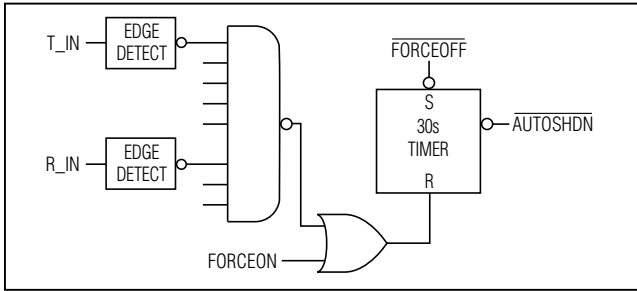 T_IN
EDGE
DETECT
R_IN
EDGE
DETECT
FORCEON
FORCEOFF
S
30s
TIMER
R
AUTOSHDN